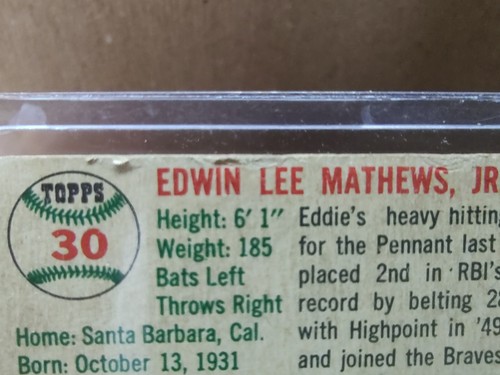 TOPPS
30
EDWIN LEE MATHEWS, JR
Height: 6' 1"
Weight: 185
Bats Left
Throws Right
Home: Santa Barbara, Cal.
Born: October 13, 1931
Eddie's heavy hitting
for the Pennant last
placed 2nd in RBI's
record by belting 2
with Highpoint in '49
and joined the Braves